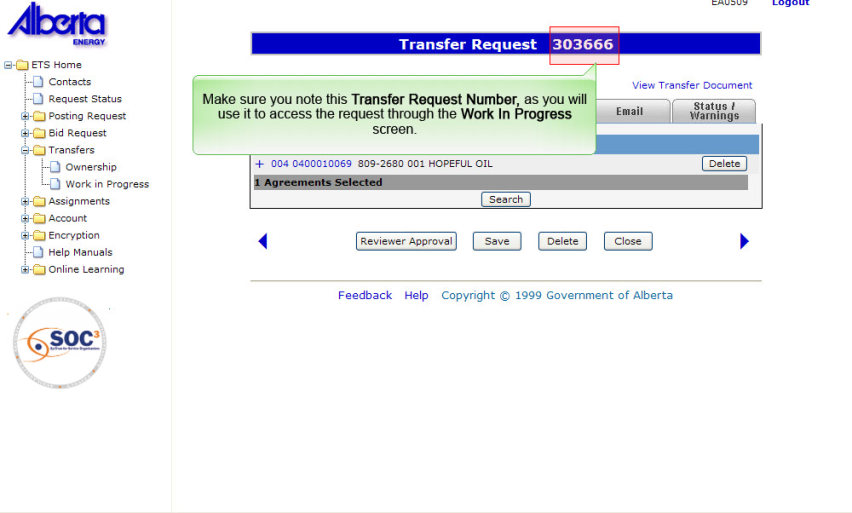 EA0509 Logout
Alberta
ENERGY
ETS Home
Contacts
Request Status
Posting Request
Bid Request
Transfers
Ownership
Work in Progress
Assignments
Account
Encryption
Help Manuals
Online Learning
SOC3
Transfer Request 303666
Make sure you note this Transfer Request Number, as you will
use it to access the request through the Work In Progress
screen.
View Transfer Document
Email
Status /
Warnings
+ 004 0400010069 809-2680 001 HOPEFUL OIL Delete
1 Agreements Selected
Search
Reviewer Approval Save Delete Close
Feedback Help Copyright © 1999 Government of Alberta